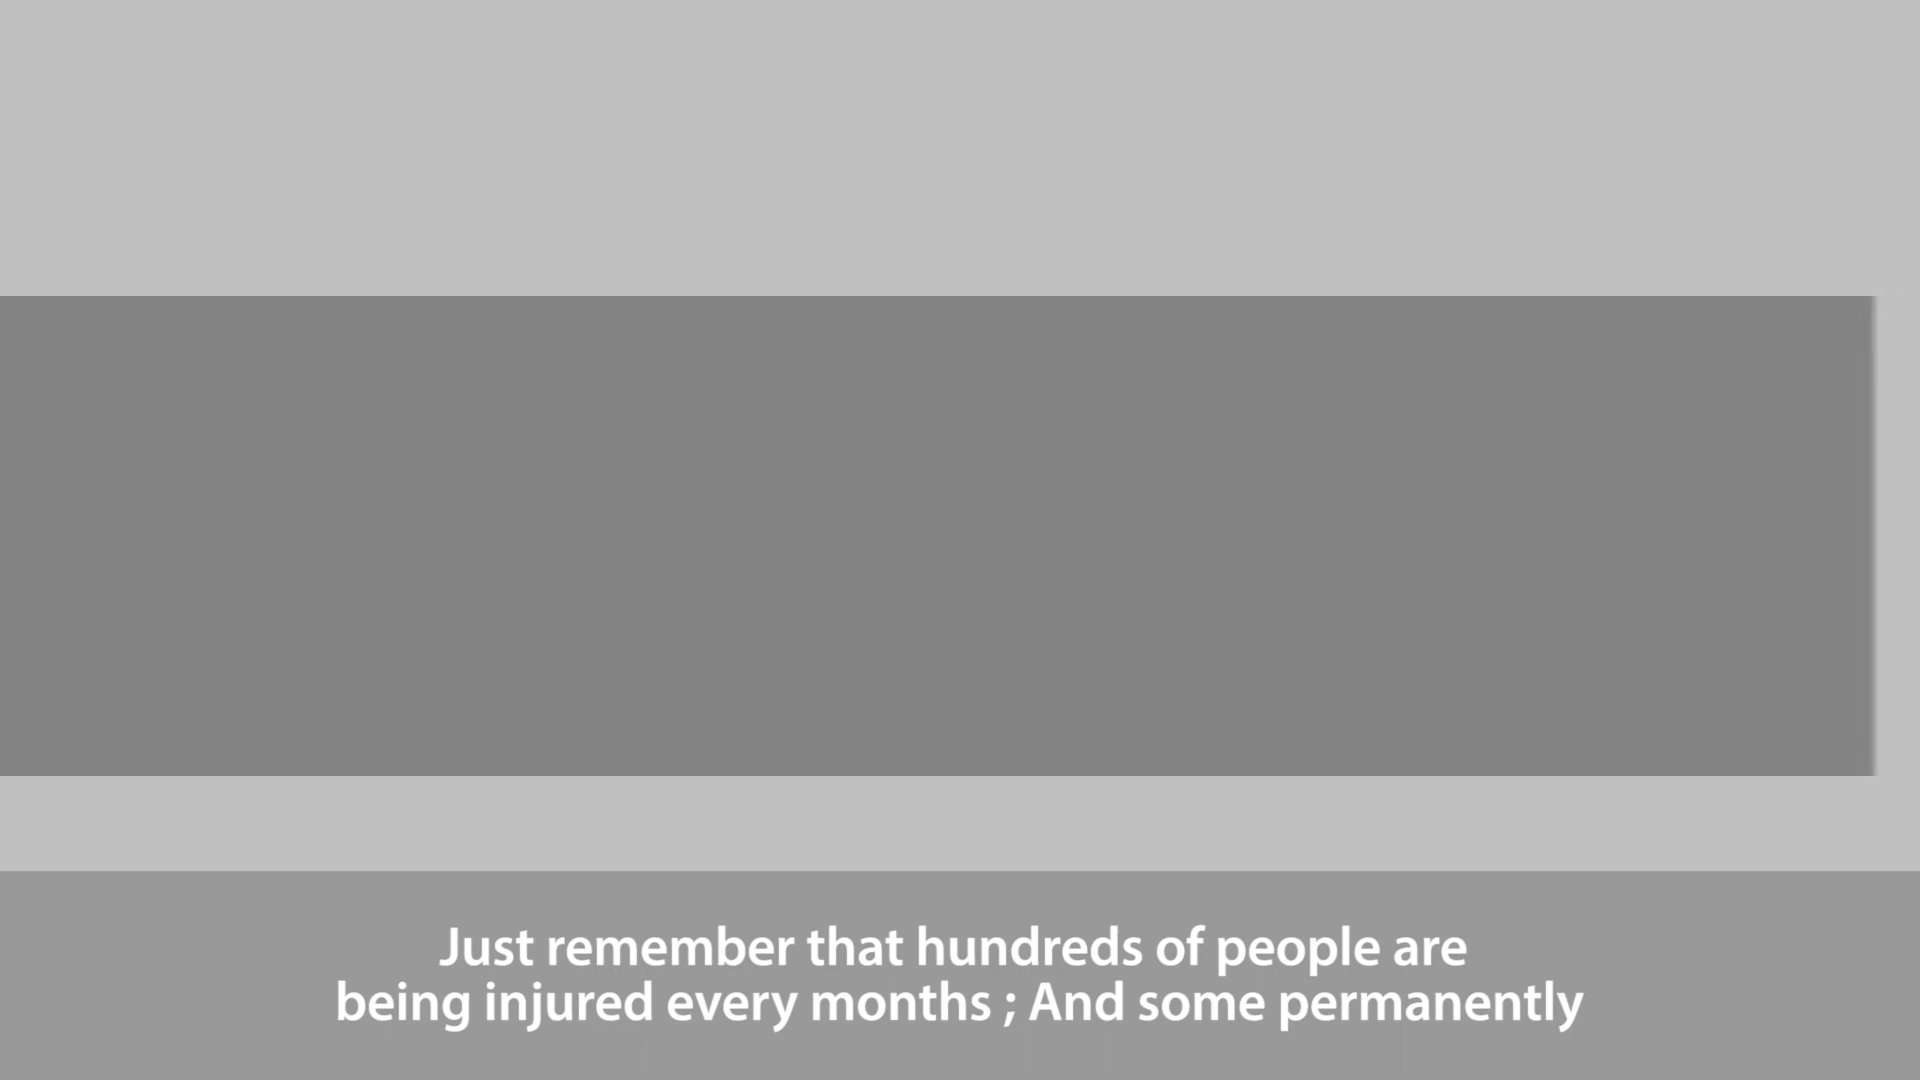 Just remember that hundreds of people are
being injured every months ; And some permanently